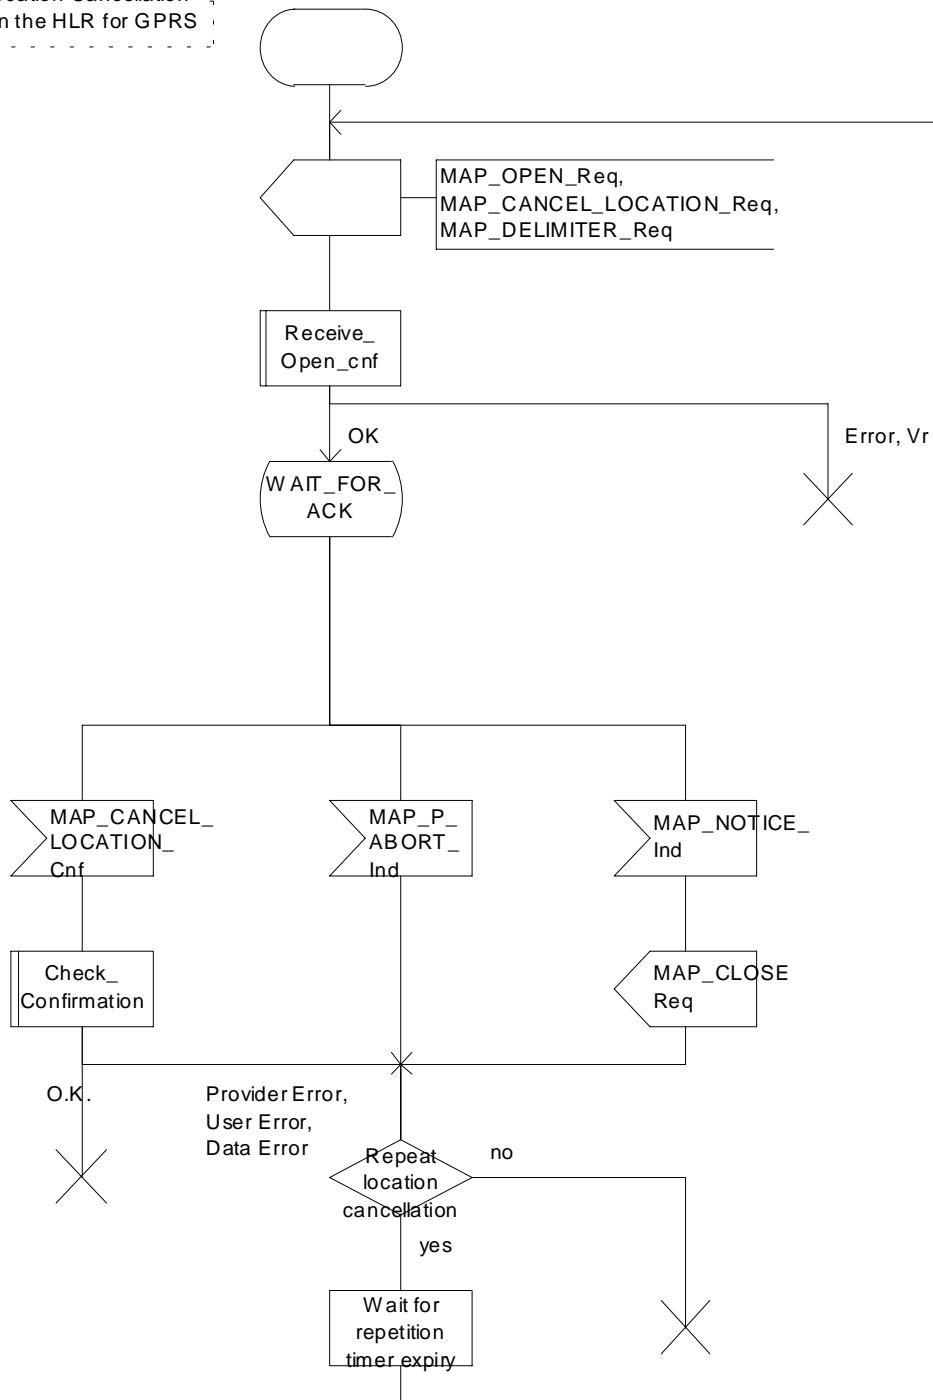 n the HLR for GPRS
MAP_OPEN_Req,
MAP_CANCEL_LOCATION_Req,
MAP_DELIMITER_Req
Receive_
Open_cnf
OK
Error, Vr
WAIT_FOR_
ACK
MAP_CANCEL_
LOCATION_
Cnf
MAP_P_
ABORT_
Ind
MAP_NOTICE_
Ind
Check_
Confirmation
MAP_CLOSE
Req
O.K.
Provider Error,
User Error,
Data Error
Repeat
location
cancellation
no
yes
Wait for
repetition
timer expiry